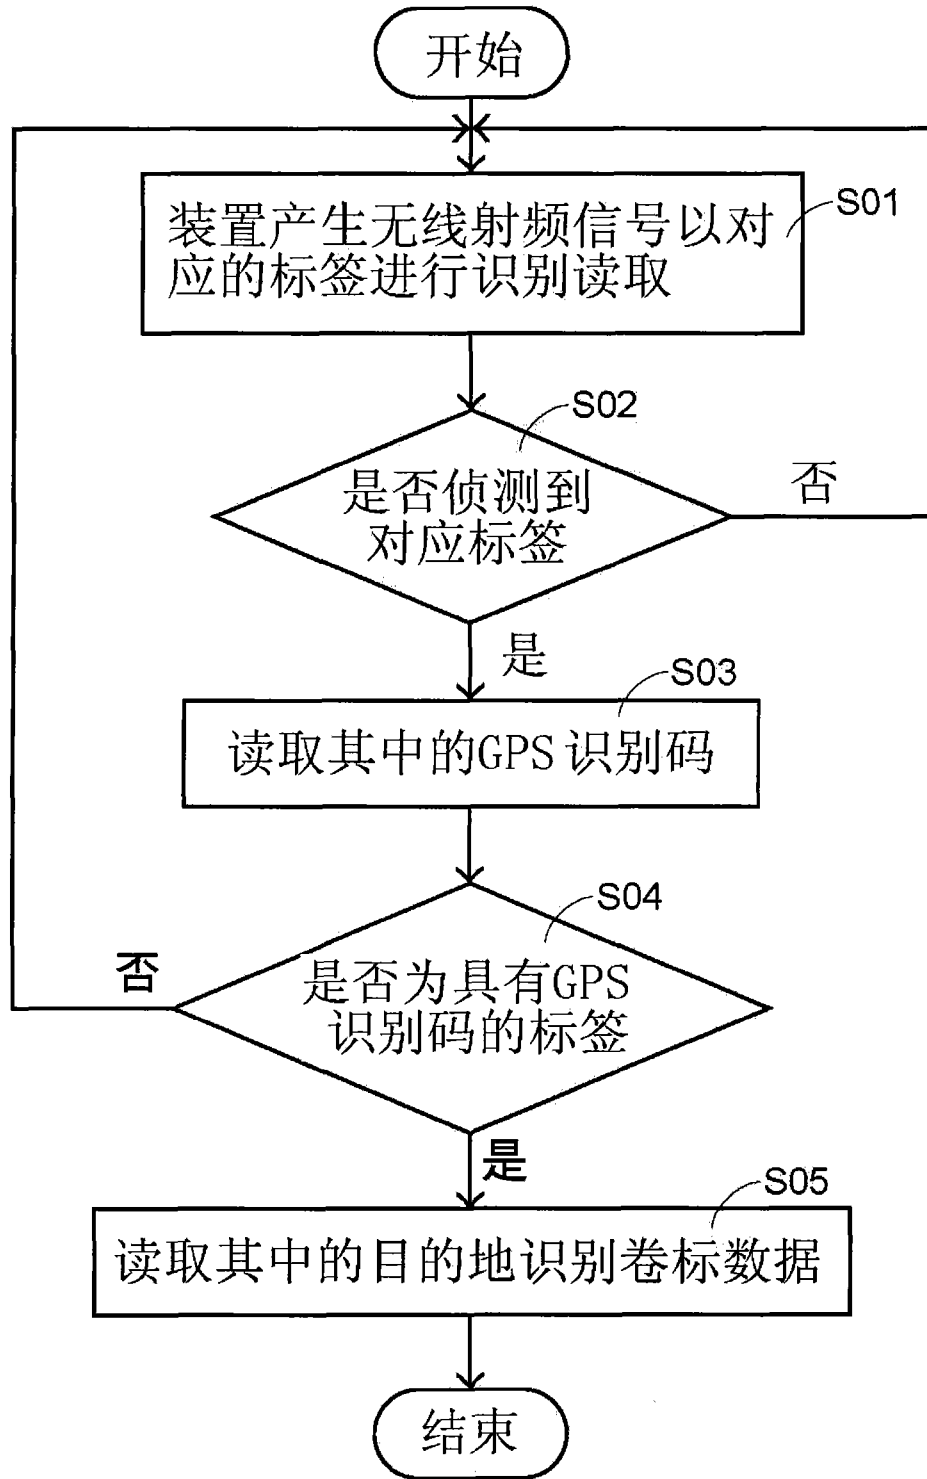 开始
装置产生无线射频信号以对
应的标签进行识别读取
S01
S02
是否侦测到
对应标签
否
是
S03
读取其中的GPS识别码
S04
是否为具有GPS
识别码的标签
否
是
S05
读取其中的目的地识别卷标数据
结束